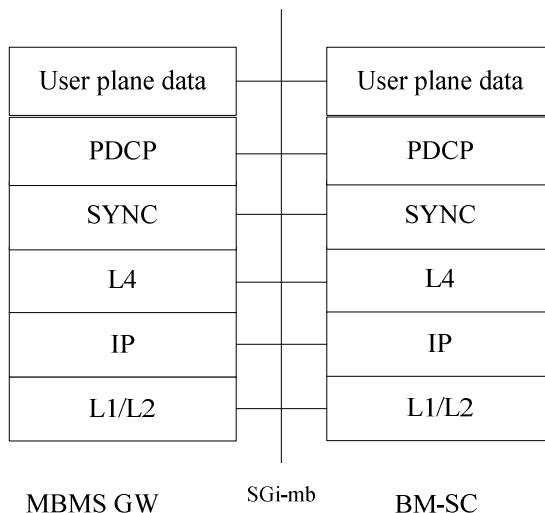 User plane data
User plane data
PDCP
PDCP
SYNC
SYNC
L4
L4
IP
IP
L1/L2
L1/L2
MBMS GW
SGi-mb
BM-SC